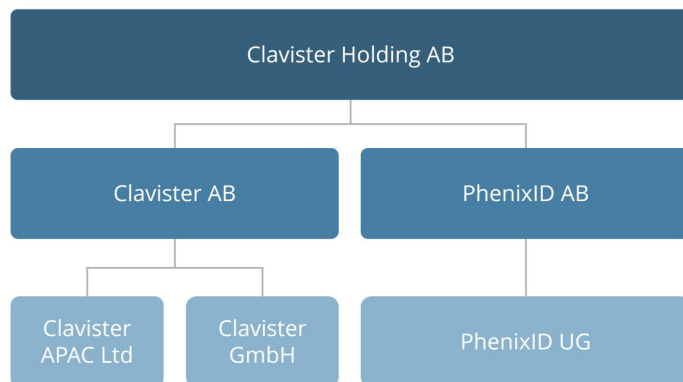 Clavister Holding AB
Clavister AB
PhenixID AB
Clavister
APAC Ltd
Clavister
GmbH
PhenixID UG